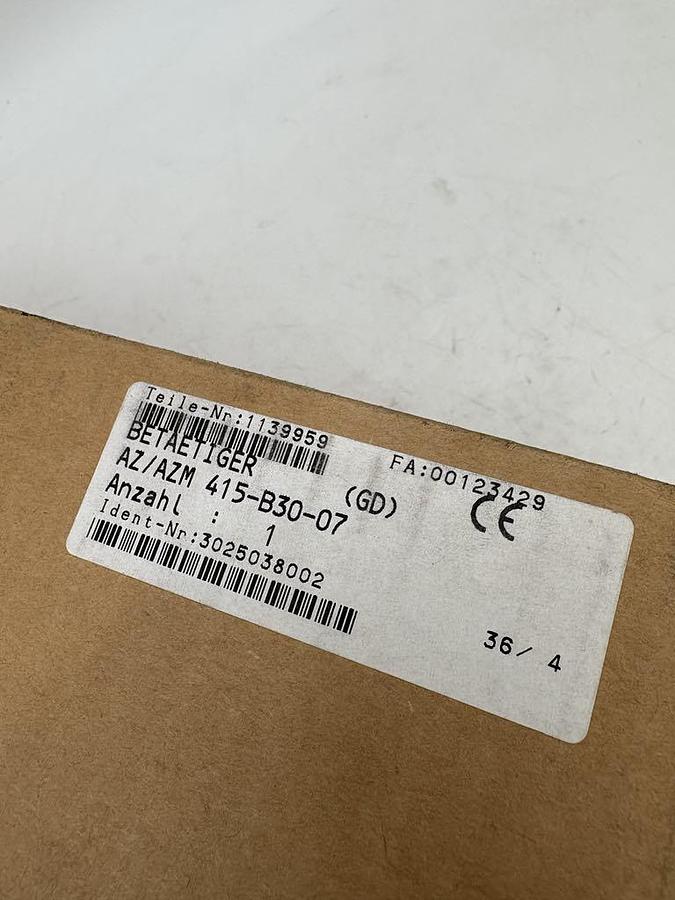 Teile-Nr:1139959
FA:00123429
BETAETIGER
AZ/AZM 415-B30-07 (GD)
CE
Anzahl : 1
Ident-Nr:3025038002
36/ 4